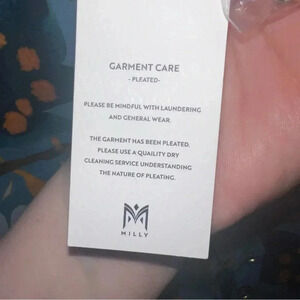 GARMENT CARE
- PLEATED-
PLEASE BE MINDFUL WITH LAUNDERING
AND GENERAL WEAR.
THE GARMENT HAS BEEN PLEATED.
PLEASE USE A QUAILITY DRY
CLEANING SERVICE UNDERSTANDING
THE NATURE OF PLEATING.
MILLY